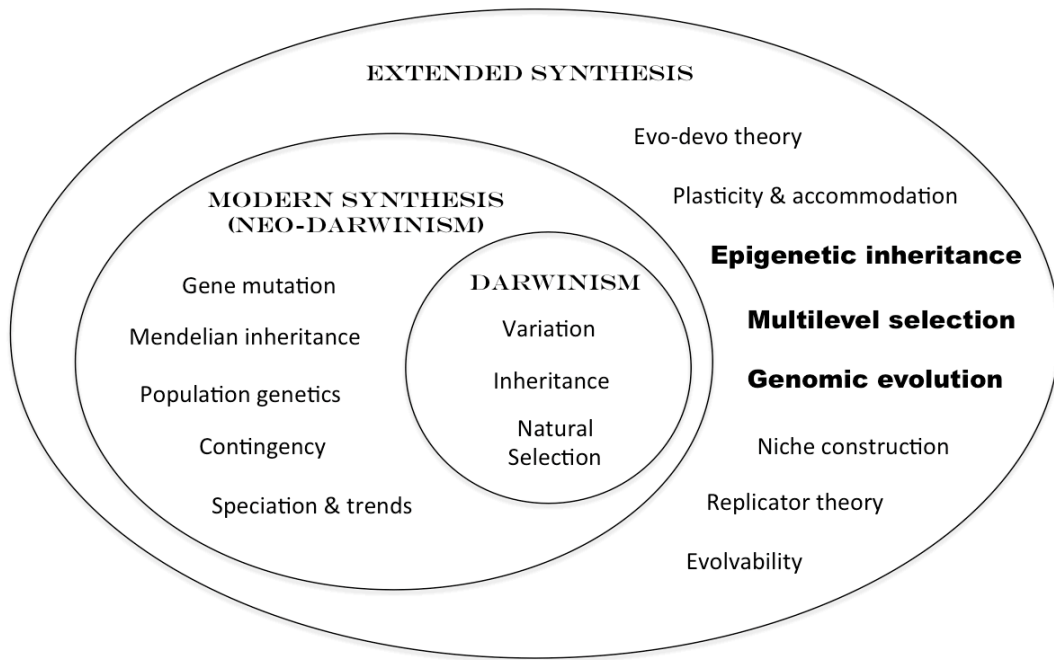 EXTENDED SYNTHESIS
Evo-devo theory
Plasticity & accommodation
Epigenetic inheritance
Multilevel selection
Genomic evolution
Niche construction
Replicator theory
Evolvability
MODERN SYNTHESIS
(NEO-DARWINISM)
Gene mutation
Mendelian inheritance
Population genetics
Contingency
Speciation & trends
DARWINISM
Variation
Inheritance
Natural
Selection